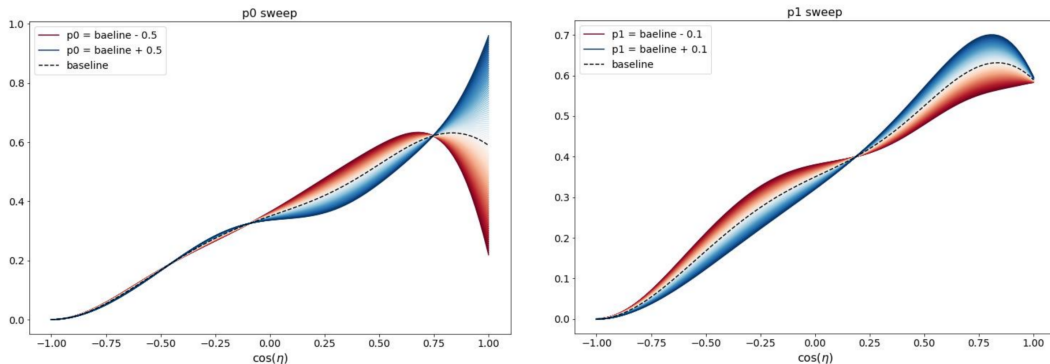 p0 sweep
p0 = baeline - 0.5
p0 = baeline + 0.5
baseline
1.0
0.8
0.6
0.4
0.2
0.0
−1.00 −0.75 −0.50 −0.25 0.00 0.25 0.50 0.75 1.00
cos(η)
p1 sweep
p1 = baeline - 0.1
p1 = baeline + 0.1
baseline
0.7
0.6
0.5
0.4
0.3
0.2
0.1
0.0
−1.00 −0.75 −0.50 −0.25 0.00 0.25 0.50 0.75 1.00
cos(η)